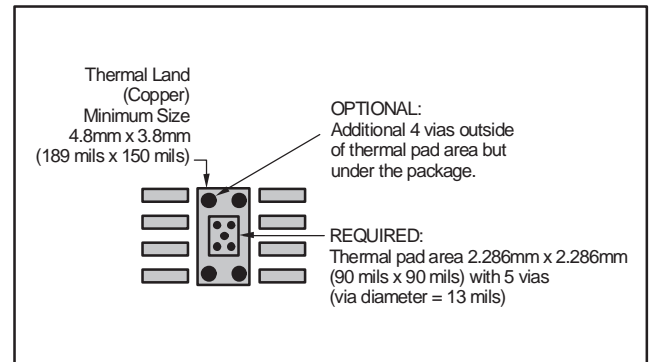 Thermal Land
(Copper)
Minimum Size
4.8mm x 3.8mm
(189 mils x 150 mils)
OPTIONAL:
Additional 4 vias outside
of thermal pad area but
under the package.
REQUIRED:
Thermal pad area 2.286mm x 2.286mm
(90 mils x 90 mils) with 5 vias
(via diameter = 13 mils)